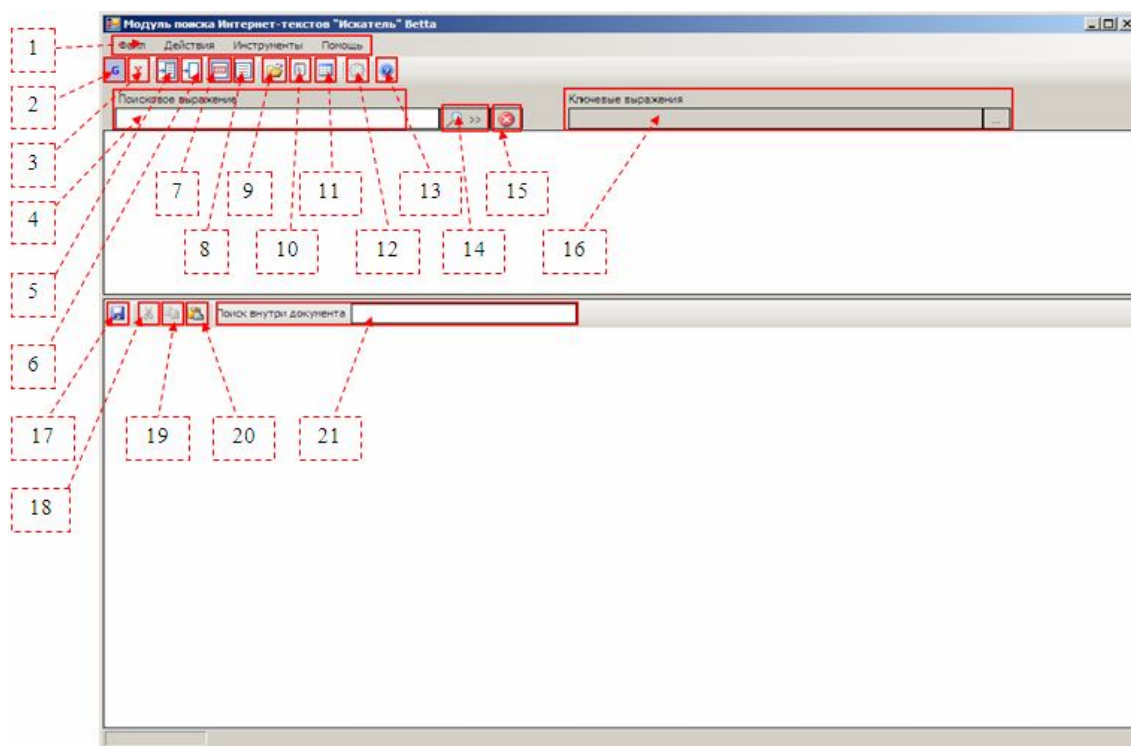 Модуль поиска Интернет-текстов "Искатель" Betta
1
Файл Действия Инструменты Помощь
2
G Y
Поисковое выражение
Ключевые выражения
>>
...
3
7 9 11 13 15
4
8 10 12 14 16
5
Поиск внутри документа
6
17 19 20 21
18